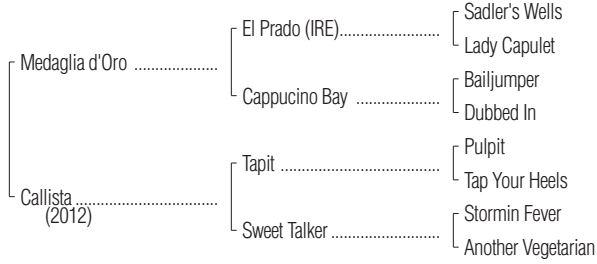 Sadler's Wells
El Prado (IRE)........................
Lady Capulet
Medaglia d'Oro ....................
Bailjumper
Cappucino Bay ....................
Dubbed In
Pulpit
Tapit ......................................
Tap Your Heels
Callista ..................................
(2012)
Stormin Fever
Sweet Talker ..........................
Another Vegetarian